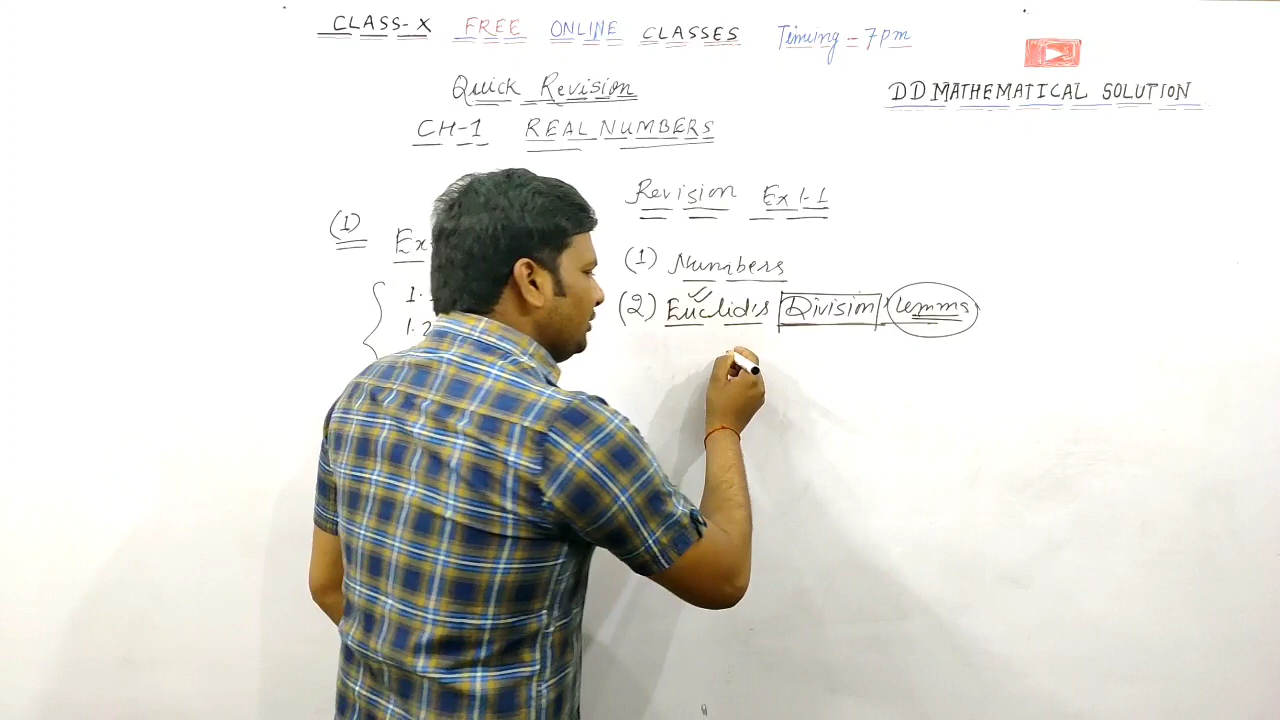 CLASS-X FREE ONLINE CLASSES Timing - 7pm
Quick Revision
DD MATHEMATICAL SOLUTION
CH-1 REAL NUMBERS
Revision Ex 1.1
(1) Ex
(1) Numbers
1.
(2) Euclid's Division lemma
1.2